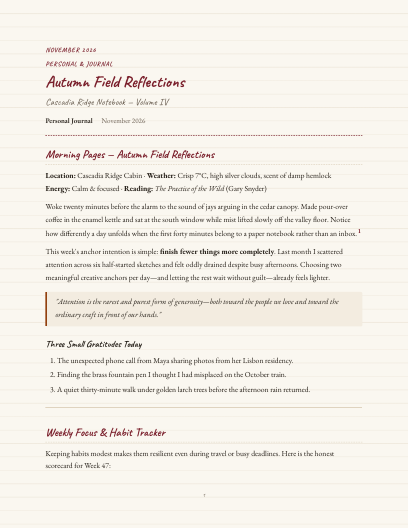 NOVEMBER 2026
PERSONAL & JOURNAL
Autumn Field Reflections
Cascadia Ridge Notebook — Volume IV
Personal Journal November 2026
Morning Pages — Autumn Field Reflections
Location: Cascadia Ridge Cabin · Weather: Crisp 7°C, high silver clouds, scent of damp hemlock
Energy: Calm & focused · Reading: The Practice of the Wild (Gary Snyder)
Woke twenty minutes before the alarm to the sound of jays arguing in the cedar canopy. Made pour-over
coffee in the enamel kettle and sat at the south window while mist lifted slowly off the valley floor. Notice
how differently a day unfolds when the first forty minutes belong to a paper notebook rather than an inbox. 1
This week's anchor intention is simple: finish fewer things more completely. Last month I scattered
attention across six half-started sketches and felt oddly drained despite busy afternoons. Choosing two
meaningful creative anchors per day—and letting the rest wait without guilt—already feels lighter.
"Attention is the rarest and purest form of generosity—both toward the people we love and toward the
ordinary craft in front of our hands."
Three Small Gratitudes Today
1. The unexpected phone call from Maya sharing photos from her Lisbon residency.
2. Finding the brass fountain pen I thought I had misplaced on the October train.
3. A quiet thirty-minute walk under golden larch trees before the afternoon rain returned.
Weekly Focus & Habit Tracker
Keeping habits modest makes them resilient even during travel or busy deadlines. Here is the honest
scorecard for Week 47: